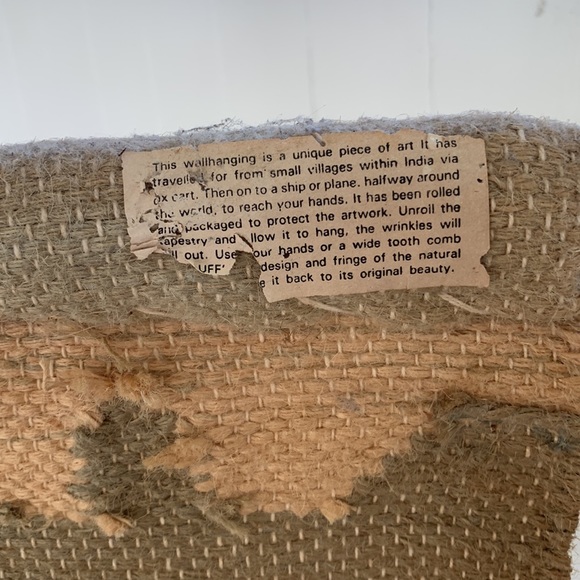 This wallhanging is a unique piece of art It has
for from small villages within India via
cart. Then on to a ship or plane. halfway around
the world, to reach your hands. It has been rolled
and packaged to protect the artwork. Unroll the
tapestry and allow it to hang, the wrinkles will
out. Use your hands or a wide tooth comb
UFF' design and fringe of the natural
it back to its original beauty.